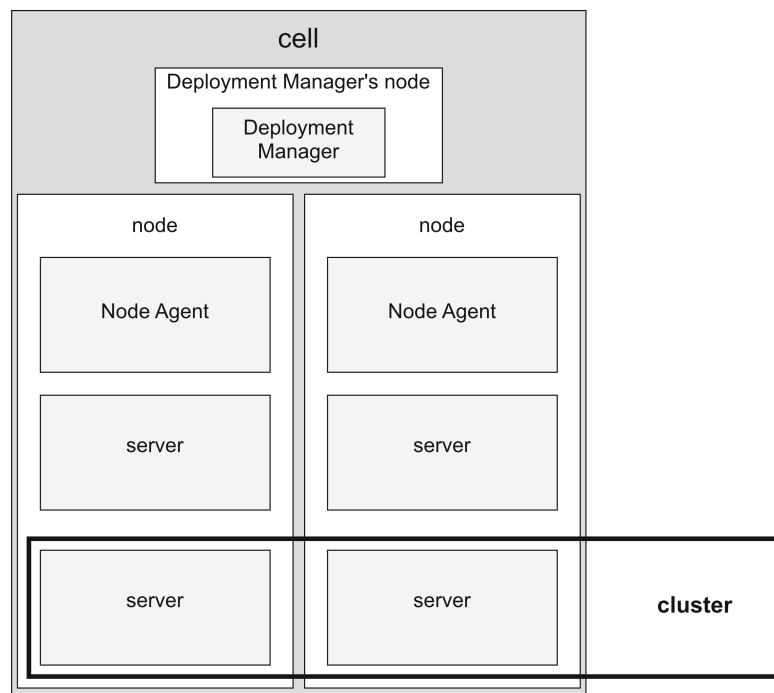 cell
Deployment Manager's node
Deployment
Manager
node
node
Node Agent
Node Agent
server
server
server
server
cluster